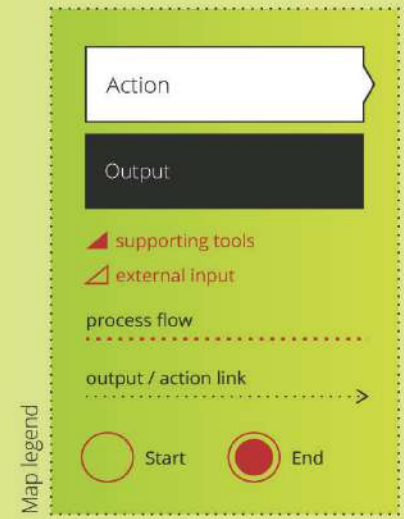 Action
Output
supporting tools
external input
process flow
output / action link
Start
End
Map legend